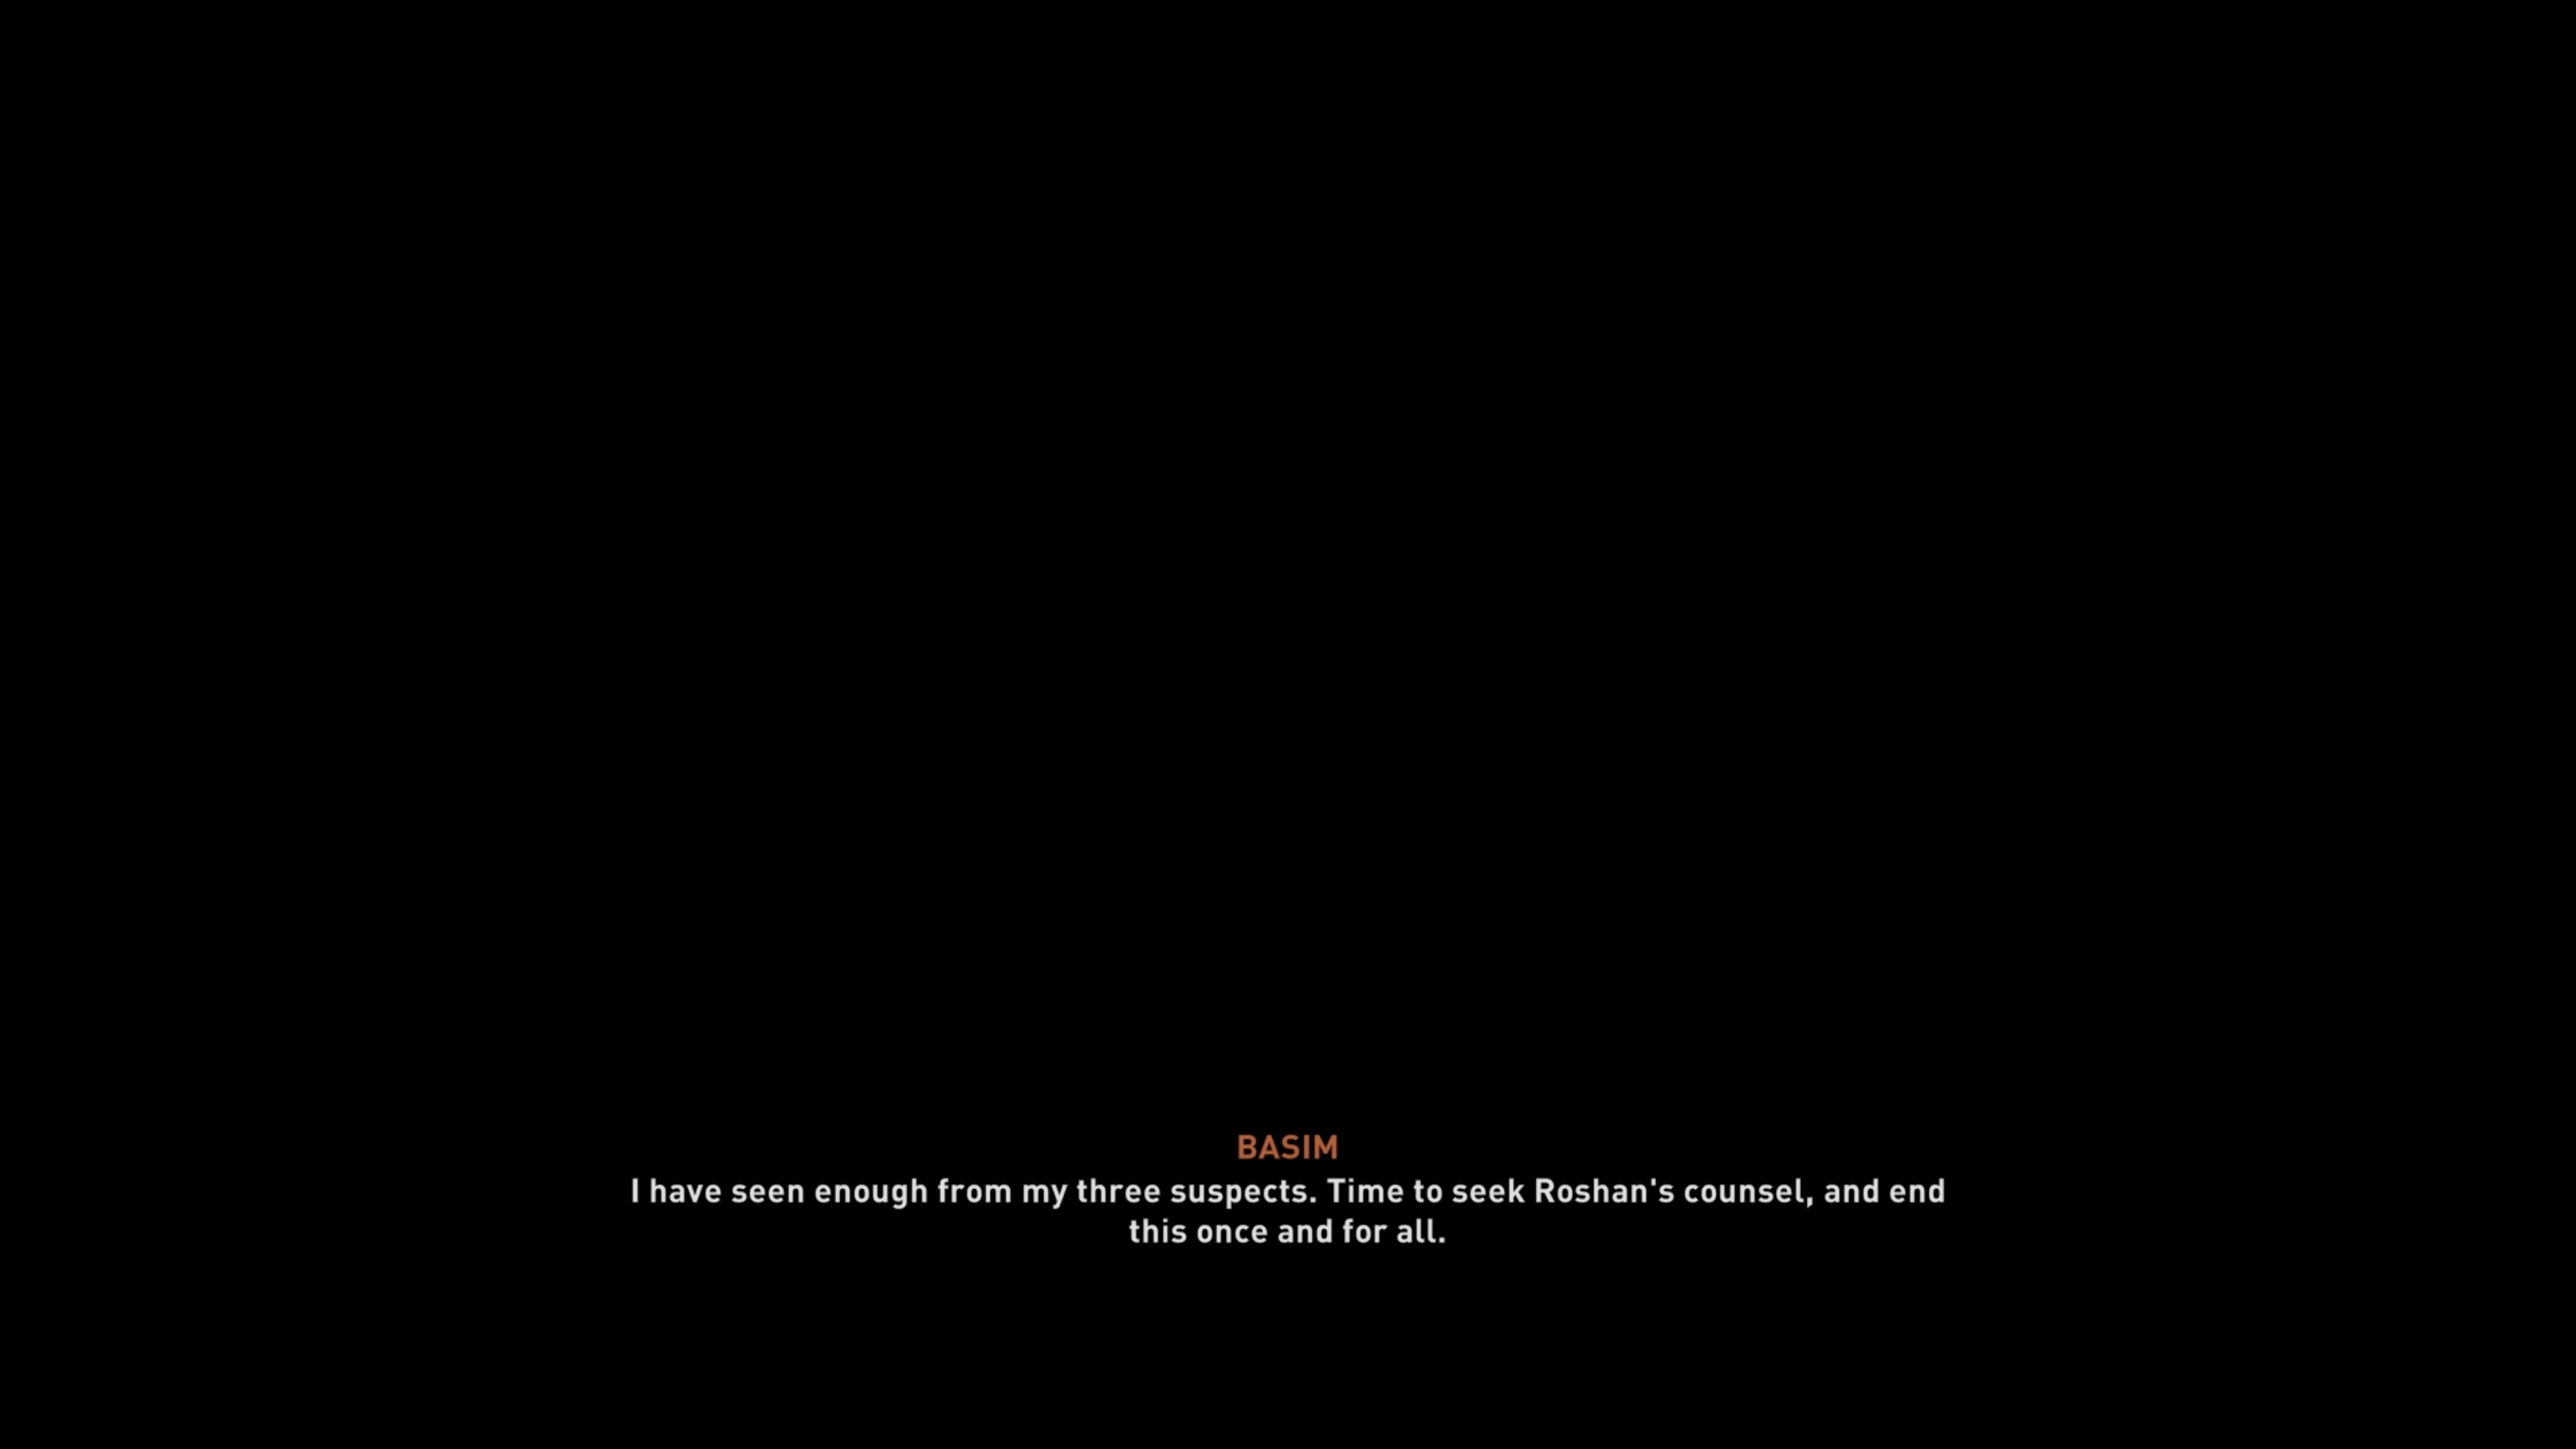 BASIM
I have seen enough from my three suspects. Time to seek Roshan's counsel, and end
this once and for all.